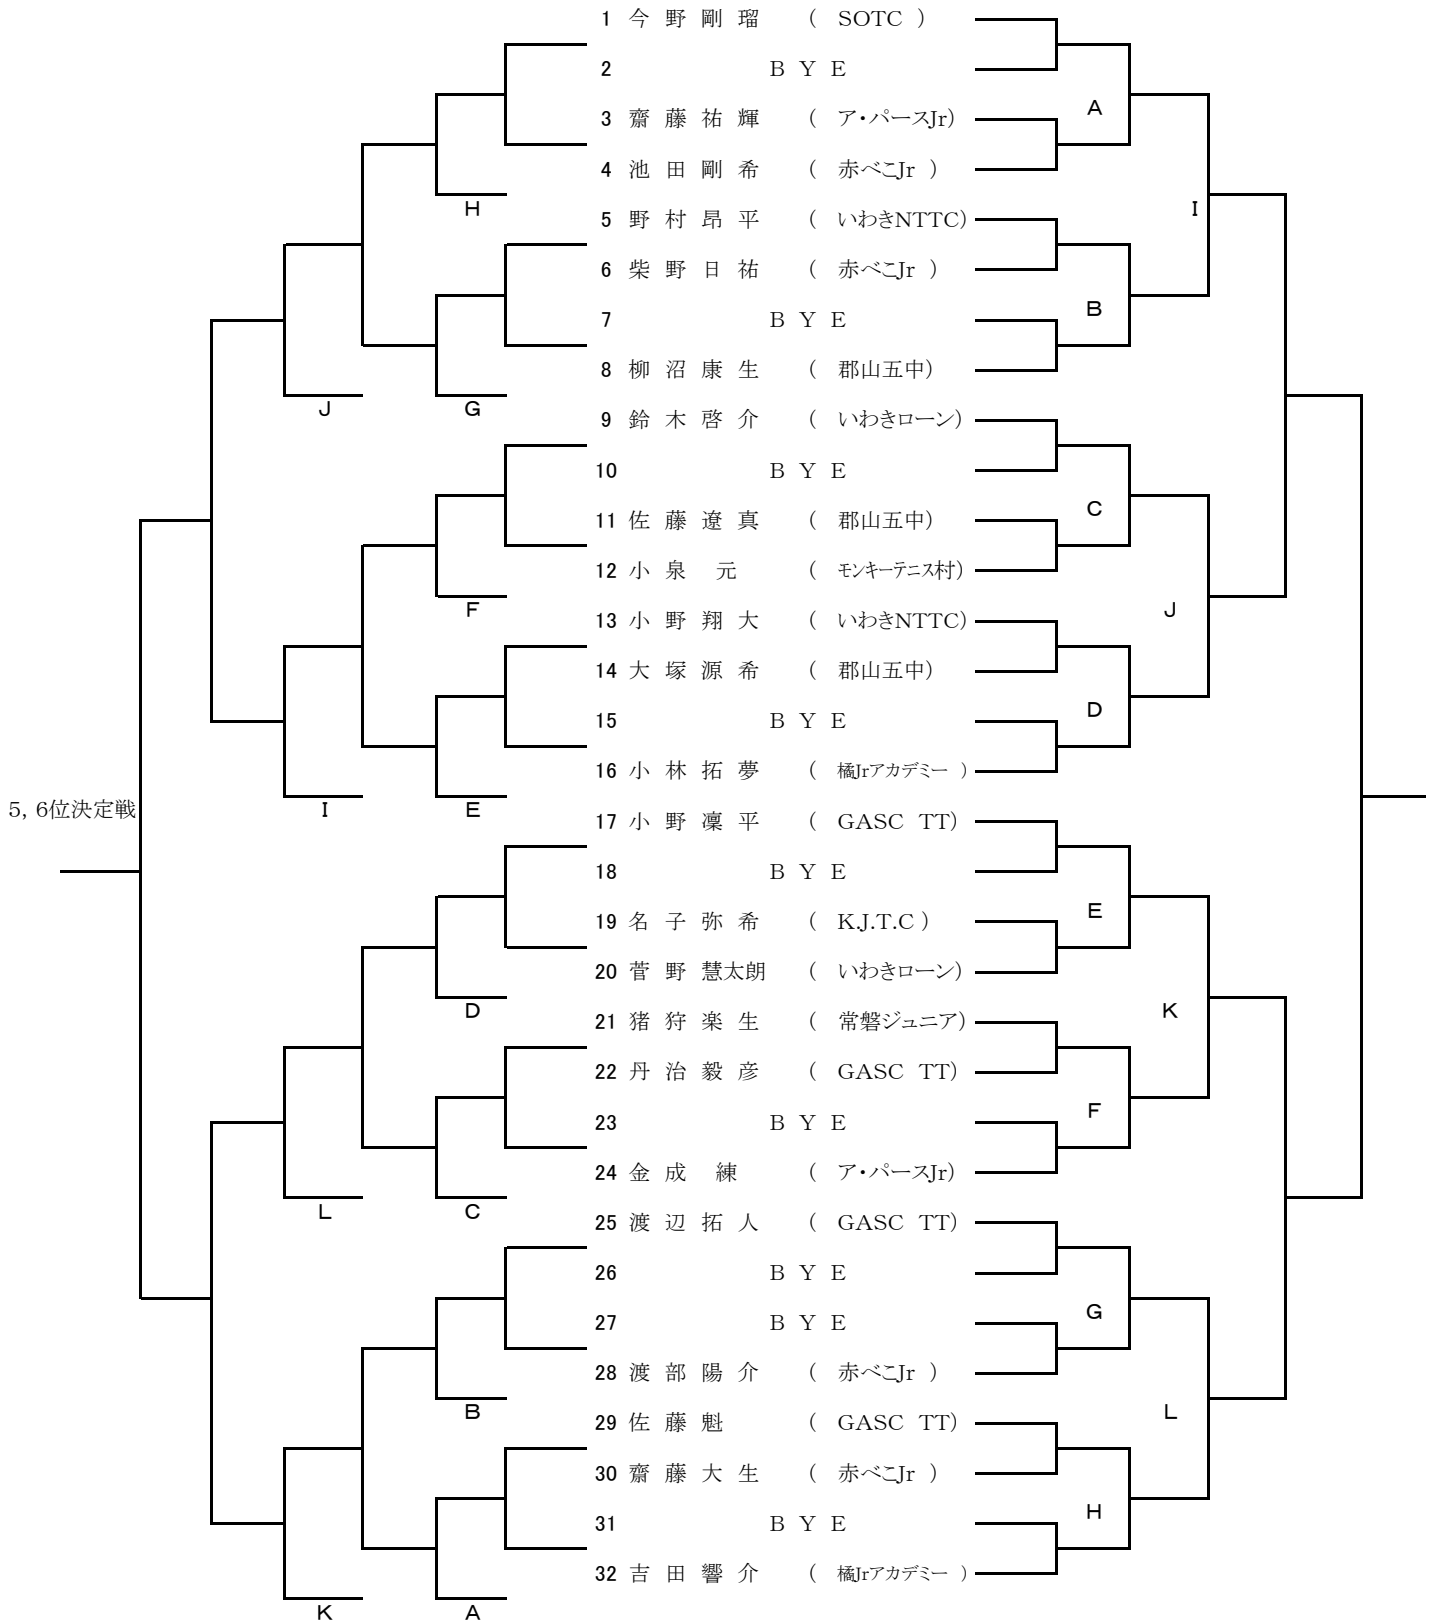 1 今 野 剛 瑠 ( SOTC )
2 B Y E
A
3 齋 藤 祐 輝 ( ア・パースJr)
4 池 田 剛 希 ( 赤べこJr )
H
I
5 野 村 昂 平 ( いわきNTTC)
6 柴 野 日 祐 ( 赤べこJr )
B
7 B Y E
8 柳 沼 康 生 ( 郡山五中)
J
G
9 鈴 木 啓 介 ( いわきローン)
10 B Y E
C
11 佐 藤 遼 真 ( 郡山五中)
12 小 泉 元 ( モンキーテニス村)
F
J
13 小 野 翔 大 ( いわきNTTC)
14 大 塚 源 希 ( 郡山五中)
D
15 B Y E
16 小 林 拓 夢 ( 橘Jrアカデミー )
5, 6位決定戦
I
E
17 小 野 凜 平 ( GASC TT)
18 B Y E
E
19 名 子 弥 希 ( K.J.T.C )
20 菅 野 慧太朗 ( いわきローン)
D
K
21 猪 狩 楽 生 ( 常磐ジュニア)
22 丹 治 毅 彦 ( GASC TT)
F
23 B Y E
24 金 成 練 ( ア・パースJr)
L
C
25 渡 辺 拓 人 ( GASC TT)
26 B Y E
G
27 B Y E
28 渡 部 陽 介 ( 赤べこJr )
B
L
29 佐 藤 魁 ( GASC TT)
30 齋 藤 大 生 ( 赤べこJr )
H
31 B Y E
32 吉 田 響 介 ( 橘Jrアカデミー )
K
A